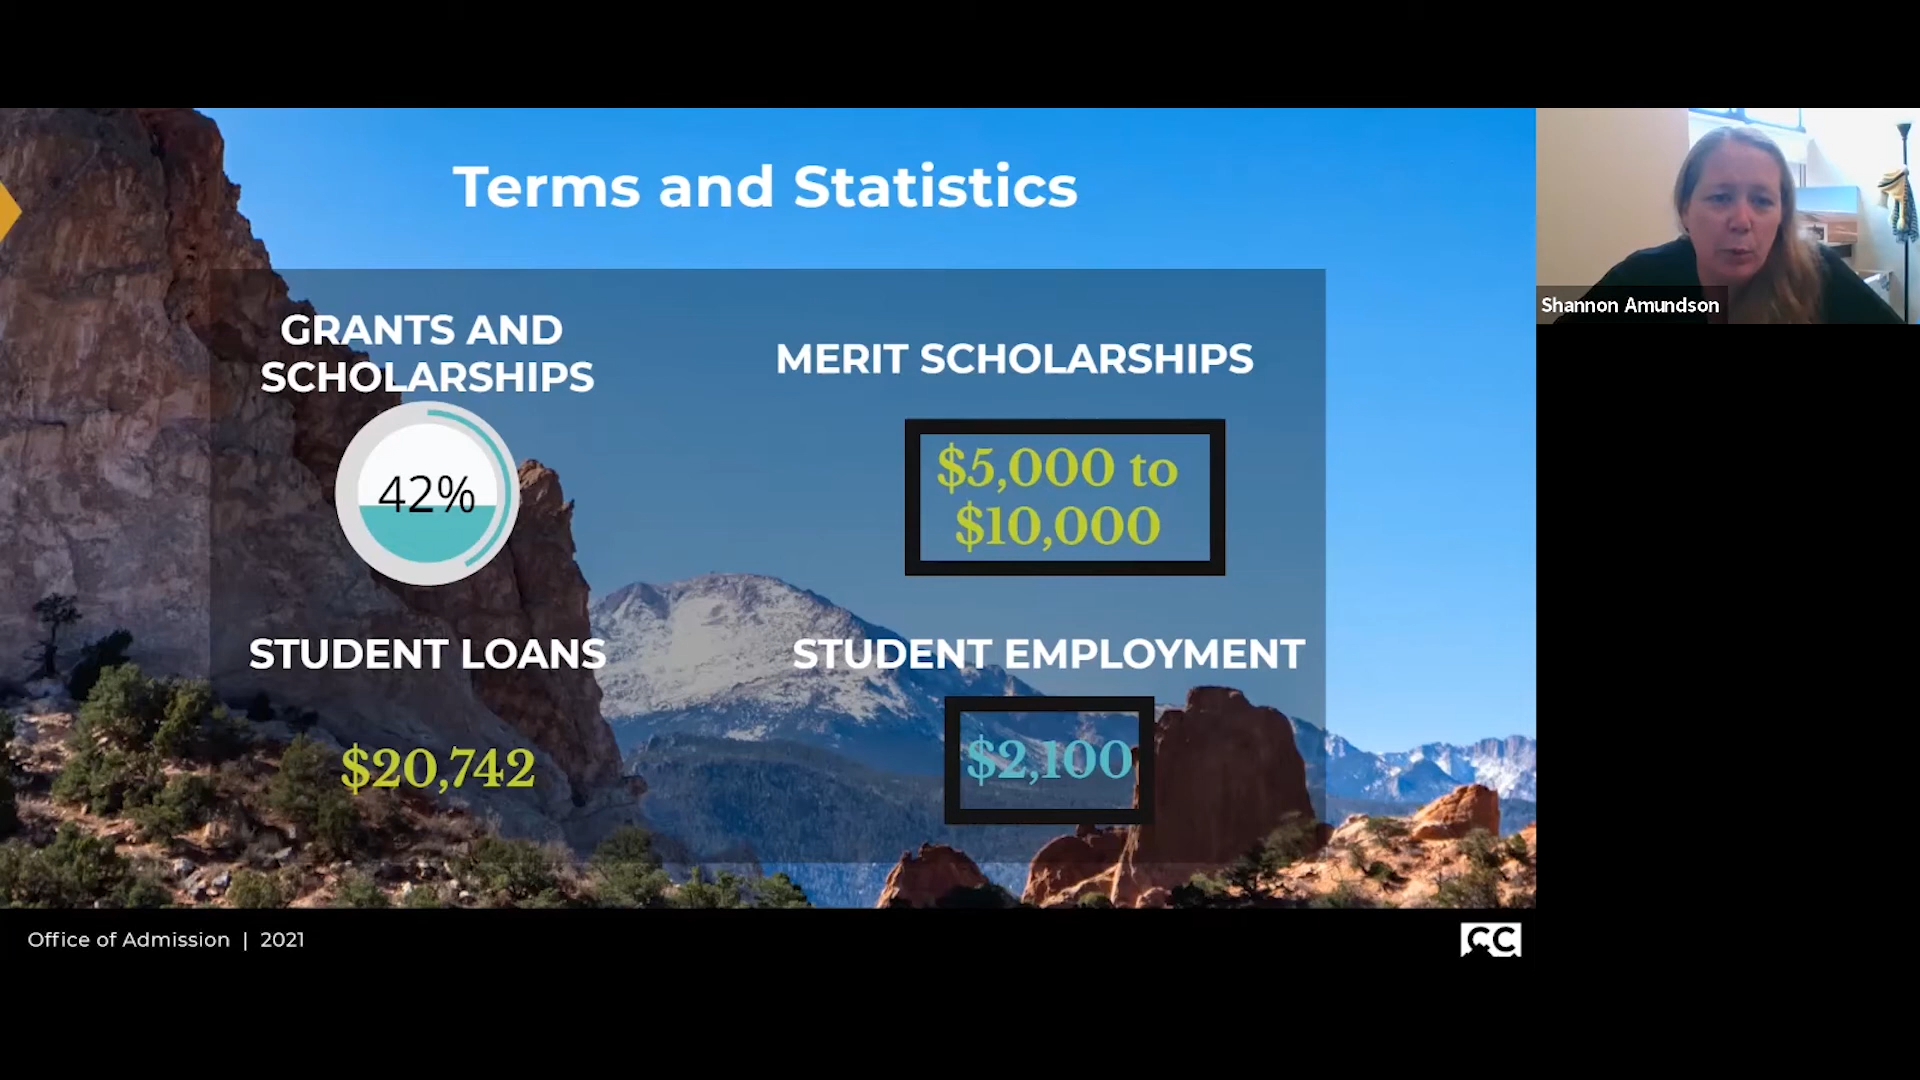 Terms and Statistics
GRANTS AND
SCHOLARSHIPS
42%
MERIT SCHOLARSHIPS
$5,000 to
$10,000
STUDENT LOANS
$20,742
STUDENT EMPLOYMENT
$2,100
Shannon Amundson
Office of Admission | 2021
CC